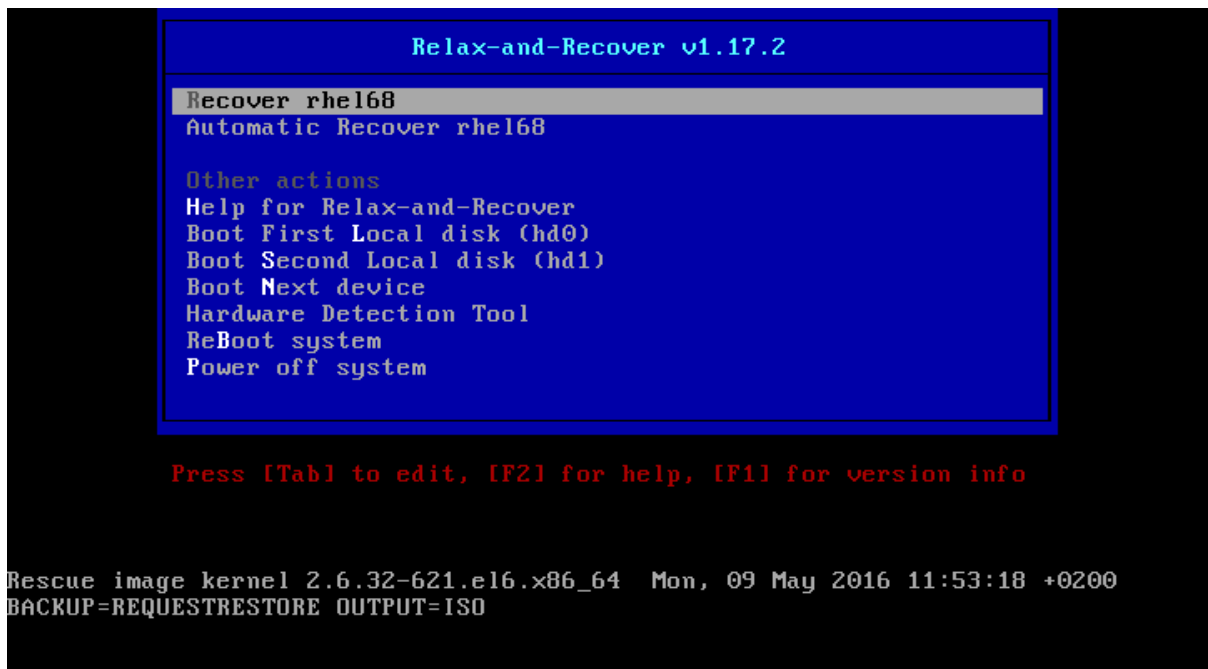 Relax-and-Recover v1.17.2
Recover rhel68
Automatic Recover rhel68
Other actions
Help for Relax-and-Recover
Boot First Local disk (hd0)
Boot Second Local disk (hd1)
Boot Next device
Hardware Detection Tool
ReBoot system
Power off system
Press [Tab] to edit, [F2] for help, [F1] for version info
Rescue image kernel 2.6.32-621.el6.x86_64  Mon, 09 May 2016 11:53:18 +0200
BACKUP=REQUESTRESTORE OUTPUT=ISO